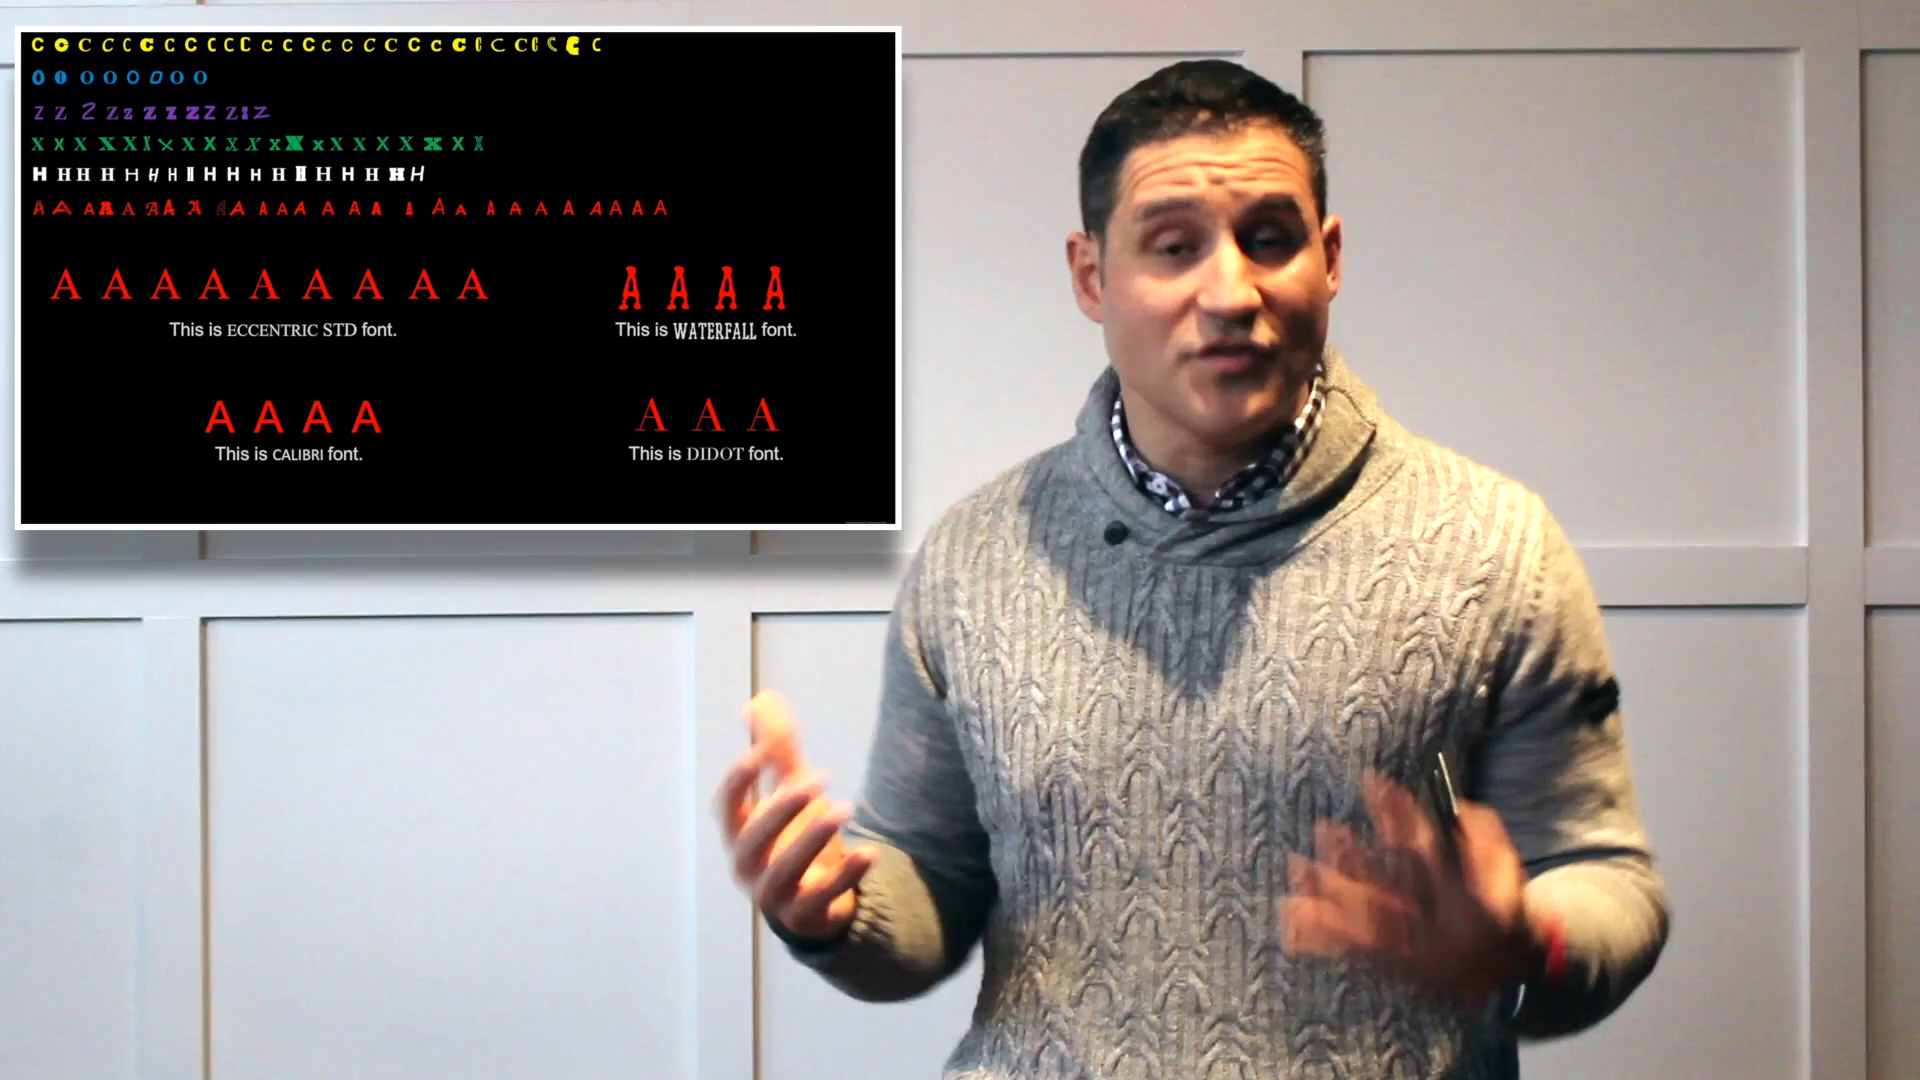 C C C C C C C C C C C C C C C C C C C C C C C C C C C C
O O O O O O O O
Z Z Z Z Z Z Z Z Z Z Z Z
X X X X X X X X X X X X X X X X X X X X X
H H H H H H H H H H H H H H H H H H
A A A A A A A A A A A A A A A A A A A A A A A A A A A
A A A A A A A A A
This is ECCENTRIC STD font.
A A A A
This is WATERFALL font.
A A A A
This is CALIBRI font.
A A A
This is DIDOT font.